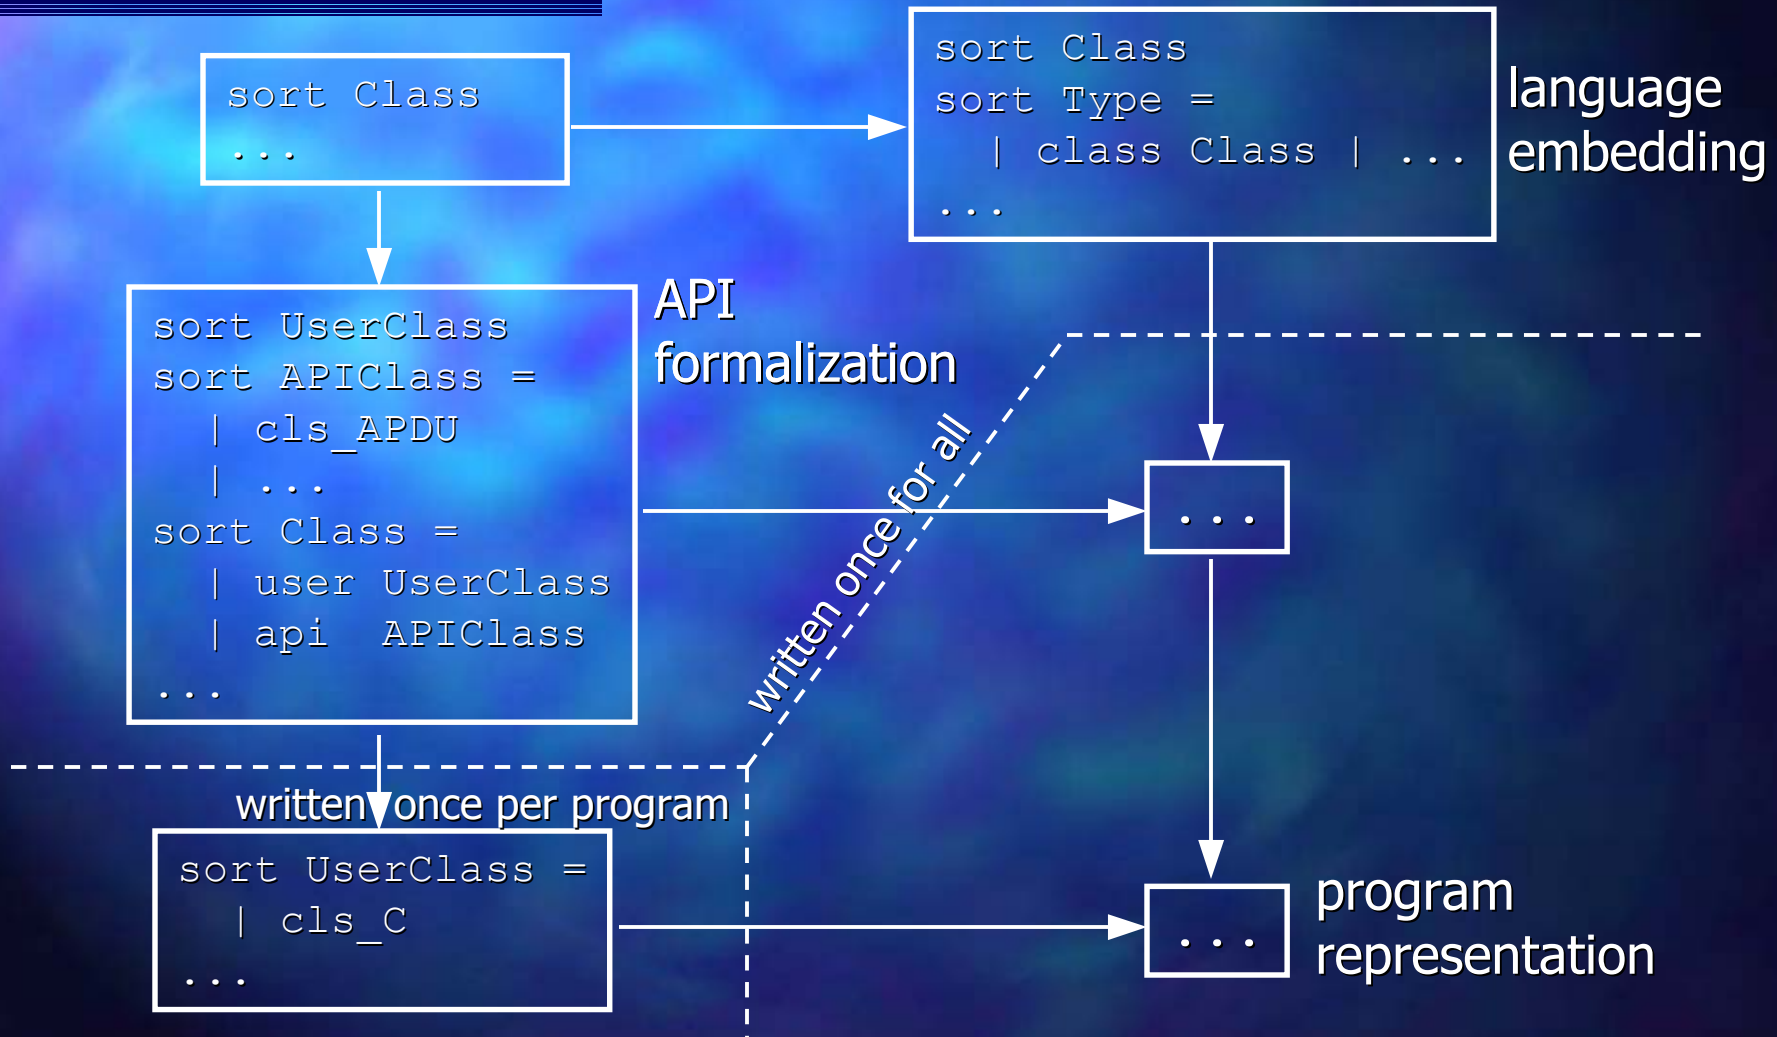 sort Class
...
sort Class
sort Type =
  | class Class | ...
...
language
embedding
sort UserClass
sort APIClass =
  | cls_APDU
  | ...
sort Class =
  | user UserClass
  | api  APIClass
...
API
formalization
written once for all
...
written once per program
sort UserClass =
  | cls_C
...
...
program
representation